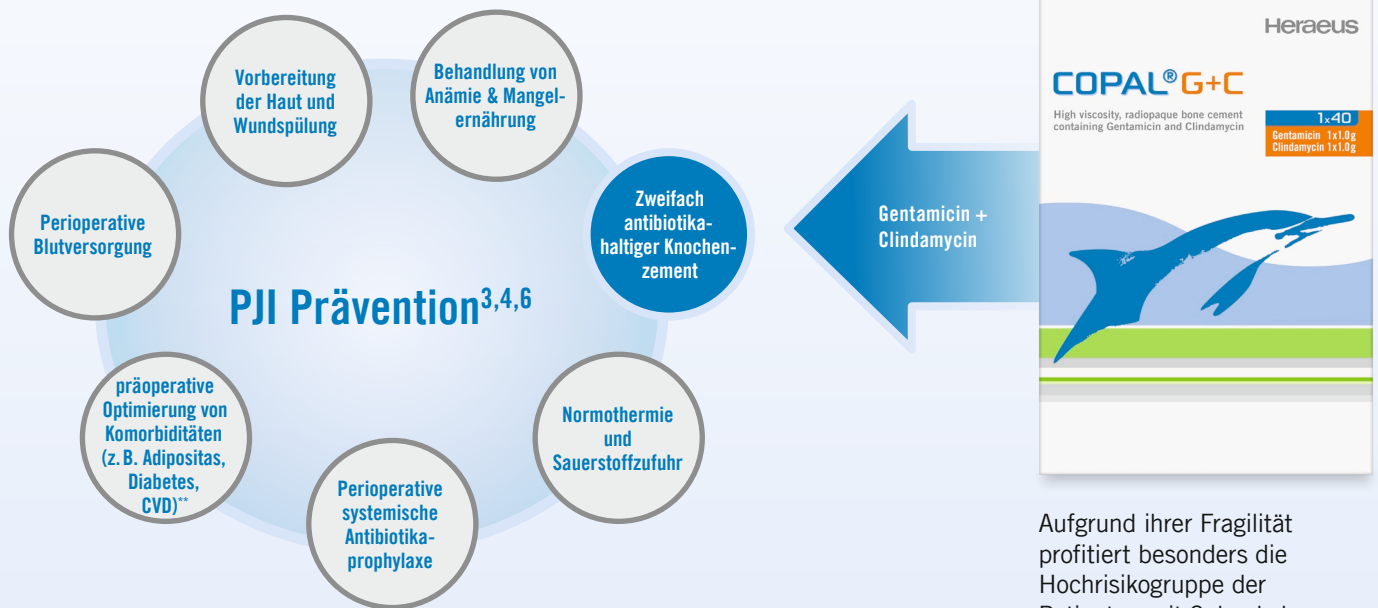 Vorbereitung
der Haut und
Wundspülung
Behandlung von
Anämie & Mangel-
ernährung
Perioperative
Blutversorgung
Zweifach
antibiotika-
haltiger Knochen-
zement
PJI Prävention3,4,6
präoperative
Optimierung von
Komorbiditäten
(z. B. Adipositas,
Diabetes,
CVD)**
Normothermie
und
Sauerstoffzufuhr
Perioperative
systemische
Antibiotika-
prophylaxe
Gentamicin +
Clindamycin
Heraeus
COPAL® G+C
High viscosity, radiopaque bone cement
containing Gentamicin and Clindamycin
1x40
Gentamicin 1x1.0g
Clindamycin 1x1.0g
Aufgrund ihrer Fragilität
profitiert besonders die
Hochrisikogruppe der